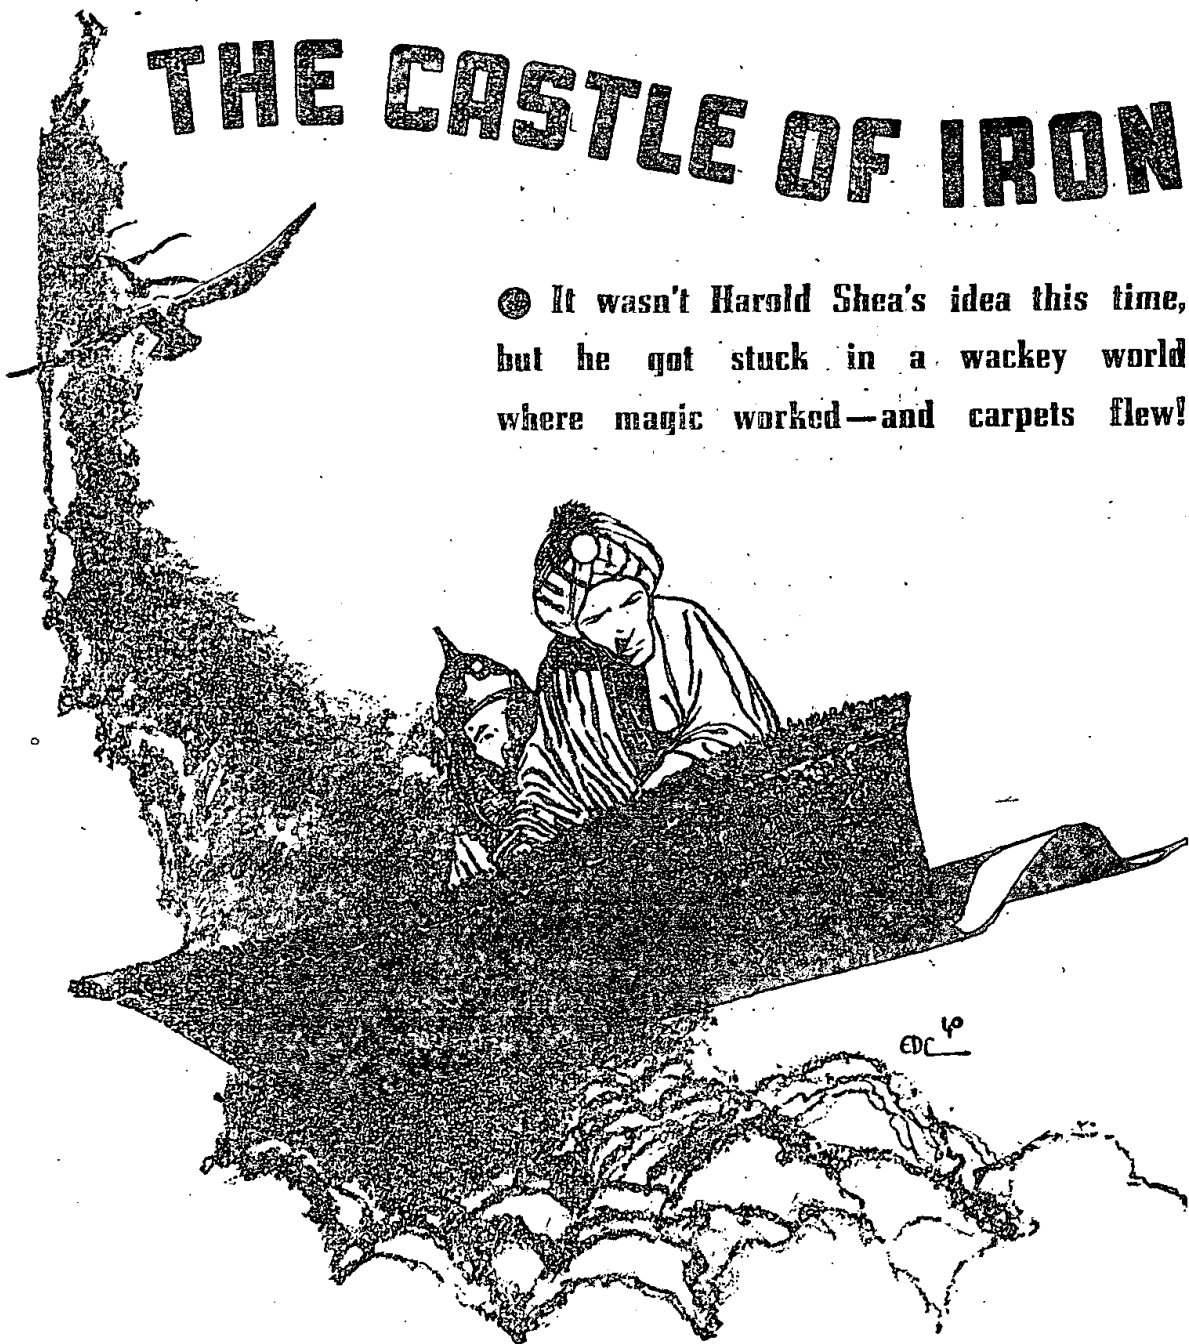 THE CASTLE OF IRON
It wasn't Harold Shea's idea this time,
but he got stuck in a wackey world
where magic worked—and carpets flew!
EDC 40